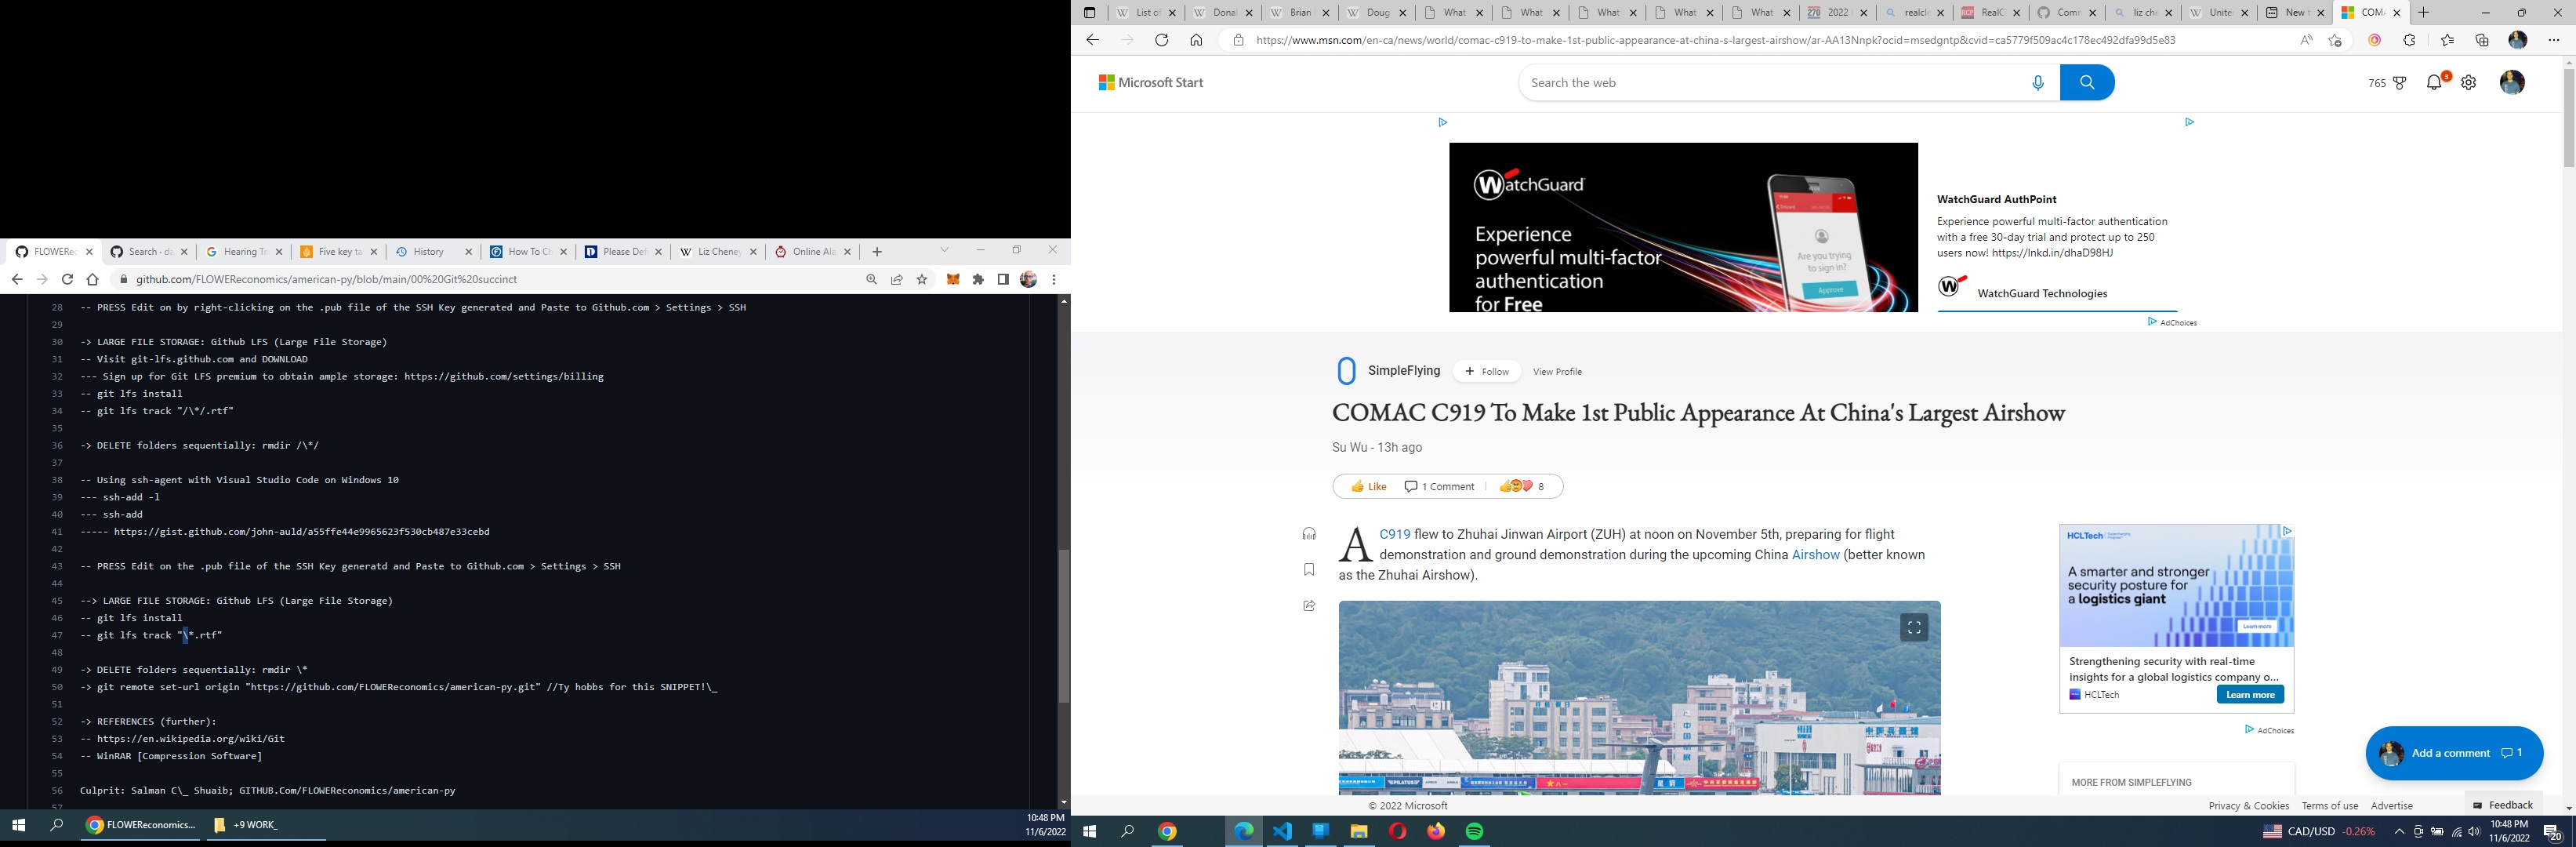 FLOWERec
Search - da
Hearing Tr
Five key ta
History
How To Ch
Please Def
Liz Cheney
Online Ala
github.com/FLOWEReconomics/american-py/blob/main/00%20Git%20succinct
28 -- PRESS Edit on by right-clicking on the .pub file of the SSH Key generated and Paste to Github.com > Settings > SSH
29
30 -> LARGE FILE STORAGE: Github LFS (Large File Storage)
31 -- Visit git-lfs.github.com and DOWNLOAD
32 --- Sign up for Git LFS premium to obtain ample storage: https://github.com/settings/billing
33 -- git lfs install
34 -- git lfs track "/\*/.rtf"
35
36 -> DELETE folders sequentially: rmdir /\*/
37
38 -- Using ssh-agent with Visual Studio Code on Windows 10
39 --- ssh-add -l
40 --- ssh-add
41 ----- https://gist.github.com/john-auld/a55ffe44e9965623f530cb487e33cebd
42
43 -- PRESS Edit on the .pub file of the SSH Key generatd and Paste to Github.com > Settings > SSH
44
45 --> LARGE FILE STORAGE: Github LFS (Large File Storage)
46 -- git lfs install
47 -- git lfs track "\*.rtf"
48
49 -> DELETE folders sequentially: rmdir \*
50 -> git remote set-url origin "https://github.com/FLOWEReconomics/american-py.git" //Ty hobbs for this SNIPPET!\_
51
52 -> REFERENCES (further):
53 -- https://en.wikipedia.org/wiki/Git
54 -- WinRAR [Compression Software]
55
56 Culprit: Salman C\_ Shuaib; GITHUB.Com/FLOWEReconomics/american-py
57
FLOWEReconomics...
+9 WORK_
10:48 PM
11/6/2022
List of
Donal
Brian
Doug
What
What
What
What
What
2022
realcle
RealCl
Comm
liz che
Unite
New t
COMA
https://www.msn.com/en-ca/news/world/comac-c919-to-make-1st-public-appearance-at-china-s-largest-airshow/ar-AA13Nnpk?ocid=msedgntp&cvid=ca5779f509ac4c178ec492dfa99d5e83
Microsoft Start
Search the web
765
3
WatchGuard
Experience
powerful multi-factor
authentication
for Free
Are you trying
to sign in?
Approve
WatchGuard AuthPoint
Experience powerful multi-factor authentication
with a free 30-day trial and protect up to 250
users now! https://lnkd.in/dhaD98HJ
WatchGuard Technologies
AdChoices
SimpleFlying
+ Follow
View Profile
COMAC C919 To Make 1st Public Appearance At China's Largest Airshow
Su Wu - 13h ago
Like
1 Comment
8
A C919 flew to Zhuhai Jinwan Airport (ZUH) at noon on November 5th, preparing for flight
demonstration and ground demonstration during the upcoming China Airshow (better known
as the Zhuhai Airshow).
HCLTech
A smarter and stronger
security posture for
a logistics giant
Learn more
Strengthening security with real-time
insights for a global logistics company o...
HCLTech
Learn more
AdChoices
MORE FROM SIMPLEFLYING
Add a comment
1
© 2022 Microsoft
Privacy & Cookies
Terms of use
Advertise
Feedback
CAD/USD -0.26%
10:48 PM
11/6/2022
20